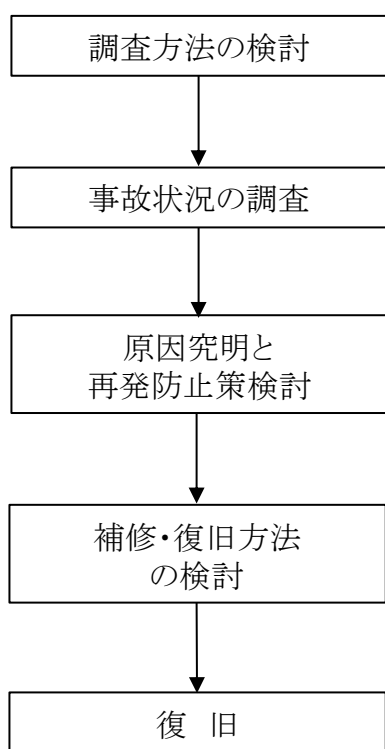 調査方法の検討
事故状況の調査
原因究明と
再発防止策検討
補修・復旧方法
の検討
復　旧